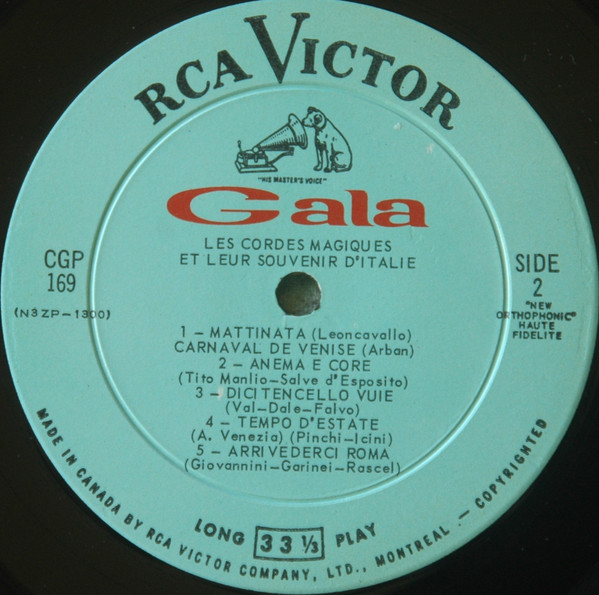 RCA VICTOR
"HIS MASTER'S VOICE"
Gala
LES CORDES MAGIQUES
ET LEUR SOUVENIR D'ITALIE
CGP
169
(N3ZP-1300)
SIDE
2
"NEW
ORTHOPHONIC"
HAUTE
FIDELITE
1 - MATTINATA (Leoncavallo)
CARNAVAL DE VENISE (Arban)
2 - ANEMA E CORE
(Tito Manlio-Salve d'Esposito)
3 - DICITENCELLO VUIE
(Val-Dale-Falvo)
4 - TEMPO D'ESTATE
(A. Venezia) (Pinchi-Icini)
5 - ARRIVEDERCI ROMA
(Giovannini-Garinei-Rascel)
LONG 33 1/3 PLAY
MADE IN CANADA BY RCA VICTOR COMPANY, LTD., MONTREAL. - COPYRIGHTED